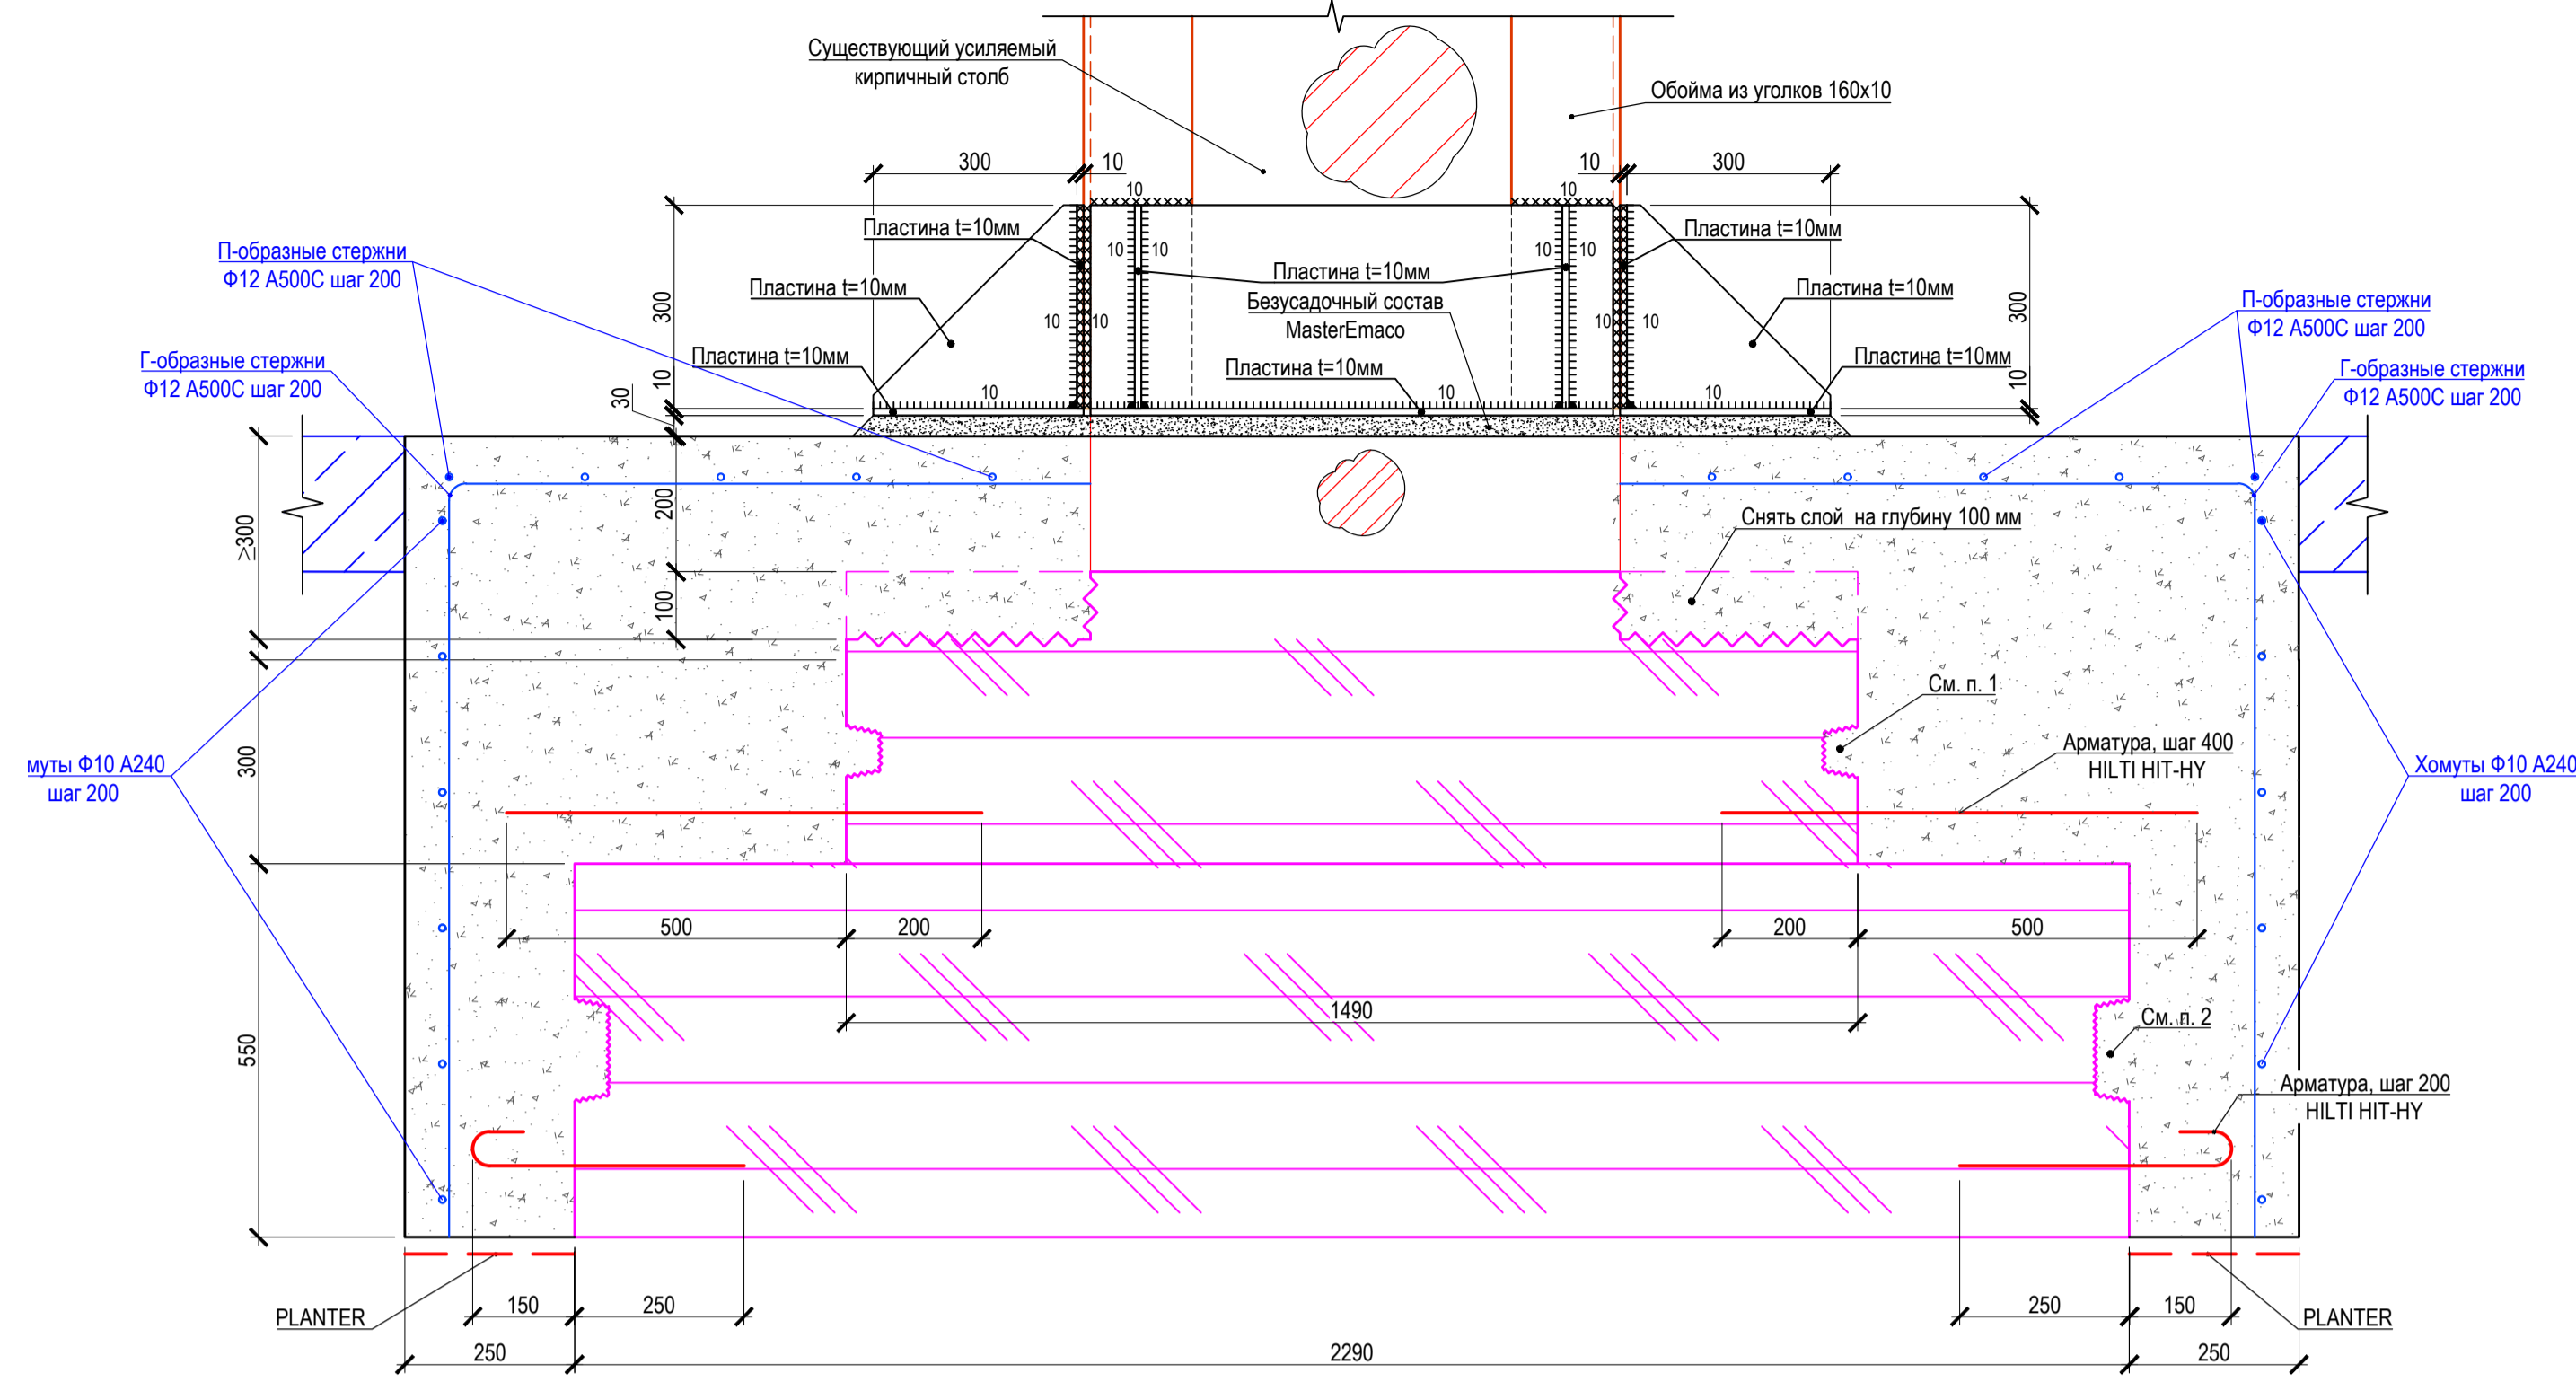 Существующий усиляемый
кирпичный столб
Обойма из уголков 160х10
300
10
10
300
10
10
Пластина t=10мм
Пластина t=10мм
П-образные стержни
Ф12 А500С шаг 200
10
10
10
10
Пластина t=10мм
Пластина t=10мм
Пластина t=10мм
Безусадочный состав
MasterEmaco
П-образные стержни
Ф12 А500С шаг 200
300
300
10
10
10
10
Г-образные стержни
Ф12 А500С шаг 200
Пластина t=10мм
Пластина t=10мм
Пластина t=10мм
Г-образные стержни
Ф12 А500С шаг 200
30
10
10
10
10
10
≥300
200
Снять слой на глубину 100 мм
100
См. п. 1
муты Ф10 А240
шаг 200
300
Арматура, шаг 400
HILTI HIT-HY
Хомуты Ф10 А240
шаг 200
500
200
200
500
1490
См. п. 2
550
Арматура, шаг 200
HILTI HIT-HY
PLANTER
150
250
250
150
PLANTER
250
2290
250